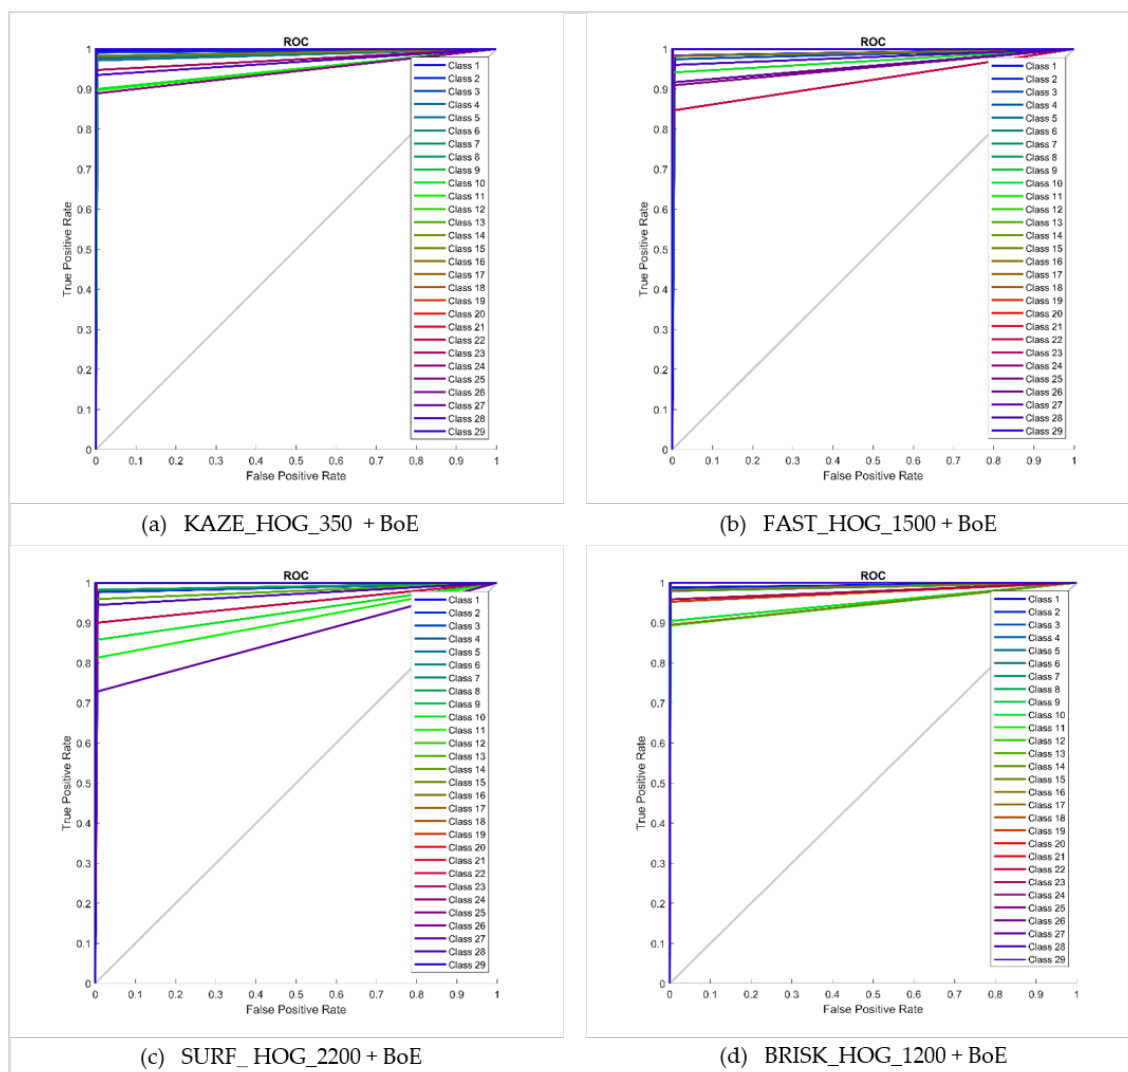 ROC
1
0.9
0.8
0.7
0.6
0.5
0.4
0.3
0.2
0.1
0
True Positive Rate
Class 1
Class 2
Class 3
Class 4
Class 5
Class 6
Class 7
Class 8
Class 9
Class 10
Class 11
Class 12
Class 13
Class 14
Class 15
Class 16
Class 17
Class 18
Class 19
Class 20
Class 21
Class 22
Class 23
Class 24
Class 25
Class 26
Class 27
Class 28
Class 29
0 0.1 0.2 0.3 0.4 0.5 0.6 0.7 0.8 0.9 1
False Positive Rate
(a) KAZE_HOG_350 + BoE
ROC
1
0.9
0.8
0.7
0.6
0.5
0.4
0.3
0.2
0.1
0
True Positive Rate
Class 1
Class 2
Class 3
Class 4
Class 5
Class 6
Class 7
Class 8
Class 9
Class 10
Class 11
Class 12
Class 13
Class 14
Class 15
Class 16
Class 17
Class 18
Class 19
Class 20
Class 21
Class 22
Class 23
Class 24
Class 25
Class 26
Class 27
Class 28
Class 29
0 0.1 0.2 0.3 0.4 0.5 0.6 0.7 0.8 0.9 1
False Positive Rate
(b) FAST_HOG_1500 + BoE
ROC
1
0.9
0.8
0.7
0.6
0.5
0.4
0.3
0.2
0.1
0
True Positive Rate
Class 1
Class 2
Class 3
Class 4
Class 5
Class 6
Class 7
Class 8
Class 9
Class 10
Class 11
Class 12
Class 13
Class 14
Class 15
Class 16
Class 17
Class 18
Class 19
Class 20
Class 21
Class 22
Class 23
Class 24
Class 25
Class 26
Class 27
Class 28
Class 29
0 0.1 0.2 0.3 0.4 0.5 0.6 0.7 0.8 0.9 1
False Positive Rate
(c) SURF_ HOG_2200 + BoE
ROC
1
0.9
0.8
0.7
0.6
0.5
0.4
0.3
0.2
0.1
0
True Positive Rate
Class 1
Class 2
Class 3
Class 4
Class 5
Class 6
Class 7
Class 8
Class 9
Class 10
Class 11
Class 12
Class 13
Class 14
Class 15
Class 16
Class 17
Class 18
Class 19
Class 20
Class 21
Class 22
Class 23
Class 24
Class 25
Class 26
Class 27
Class 28
Class 29
0 0.1 0.2 0.3 0.4 0.5 0.6 0.7 0.8 0.9 1
False Positive Rate
(d) BRISK_HOG_1200 + BoE